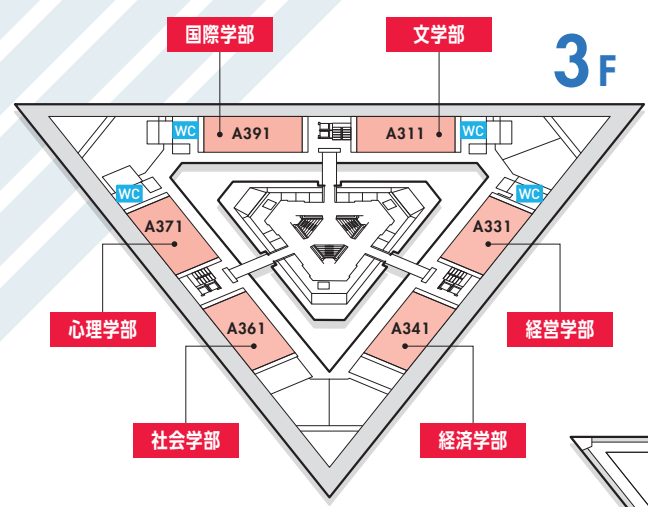 国際学部
文学部
3F
WC
A391
A311
WC
WC
WC
A371
A331
心理学部
A361
A341
経営学部
社会学部
経済学部